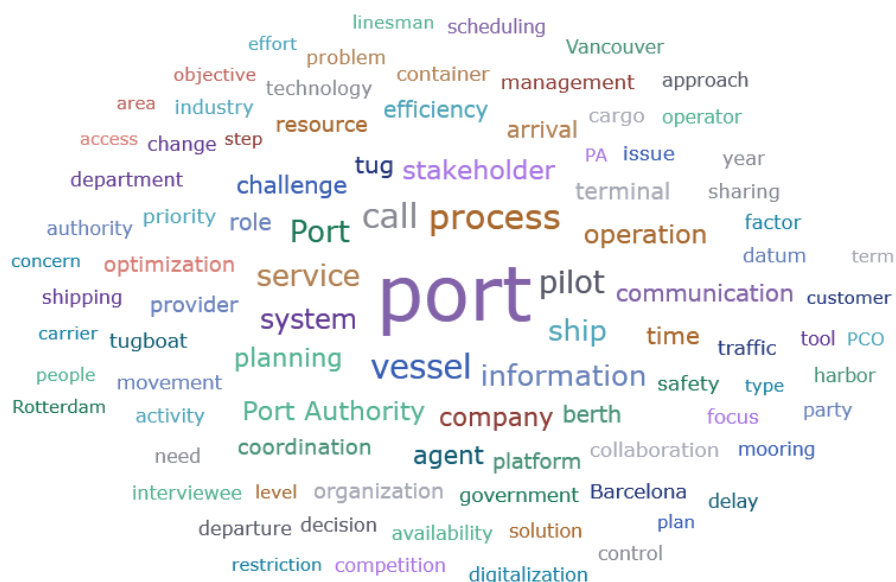 linesman scheduling
effort problem Vancouver
objective technology container management approach
area industry resource efficiency arrival cargo operator
access change step tug stakeholder PA issue year
department challenge terminal sharing
authority priority role Port call process operation factor
concern optimization service port pilot datum term
shipping provider system ship communication customer
carrier tugboat planning vessel information time traffic tool PCO
people movement safety type harbor
Rotterdam activity Port Authority company berth focus party
need coordination agent platform collaboration mooring
interviewee level organization government Barcelona delay
departure decision availability solution plan
restriction competition digitalization control